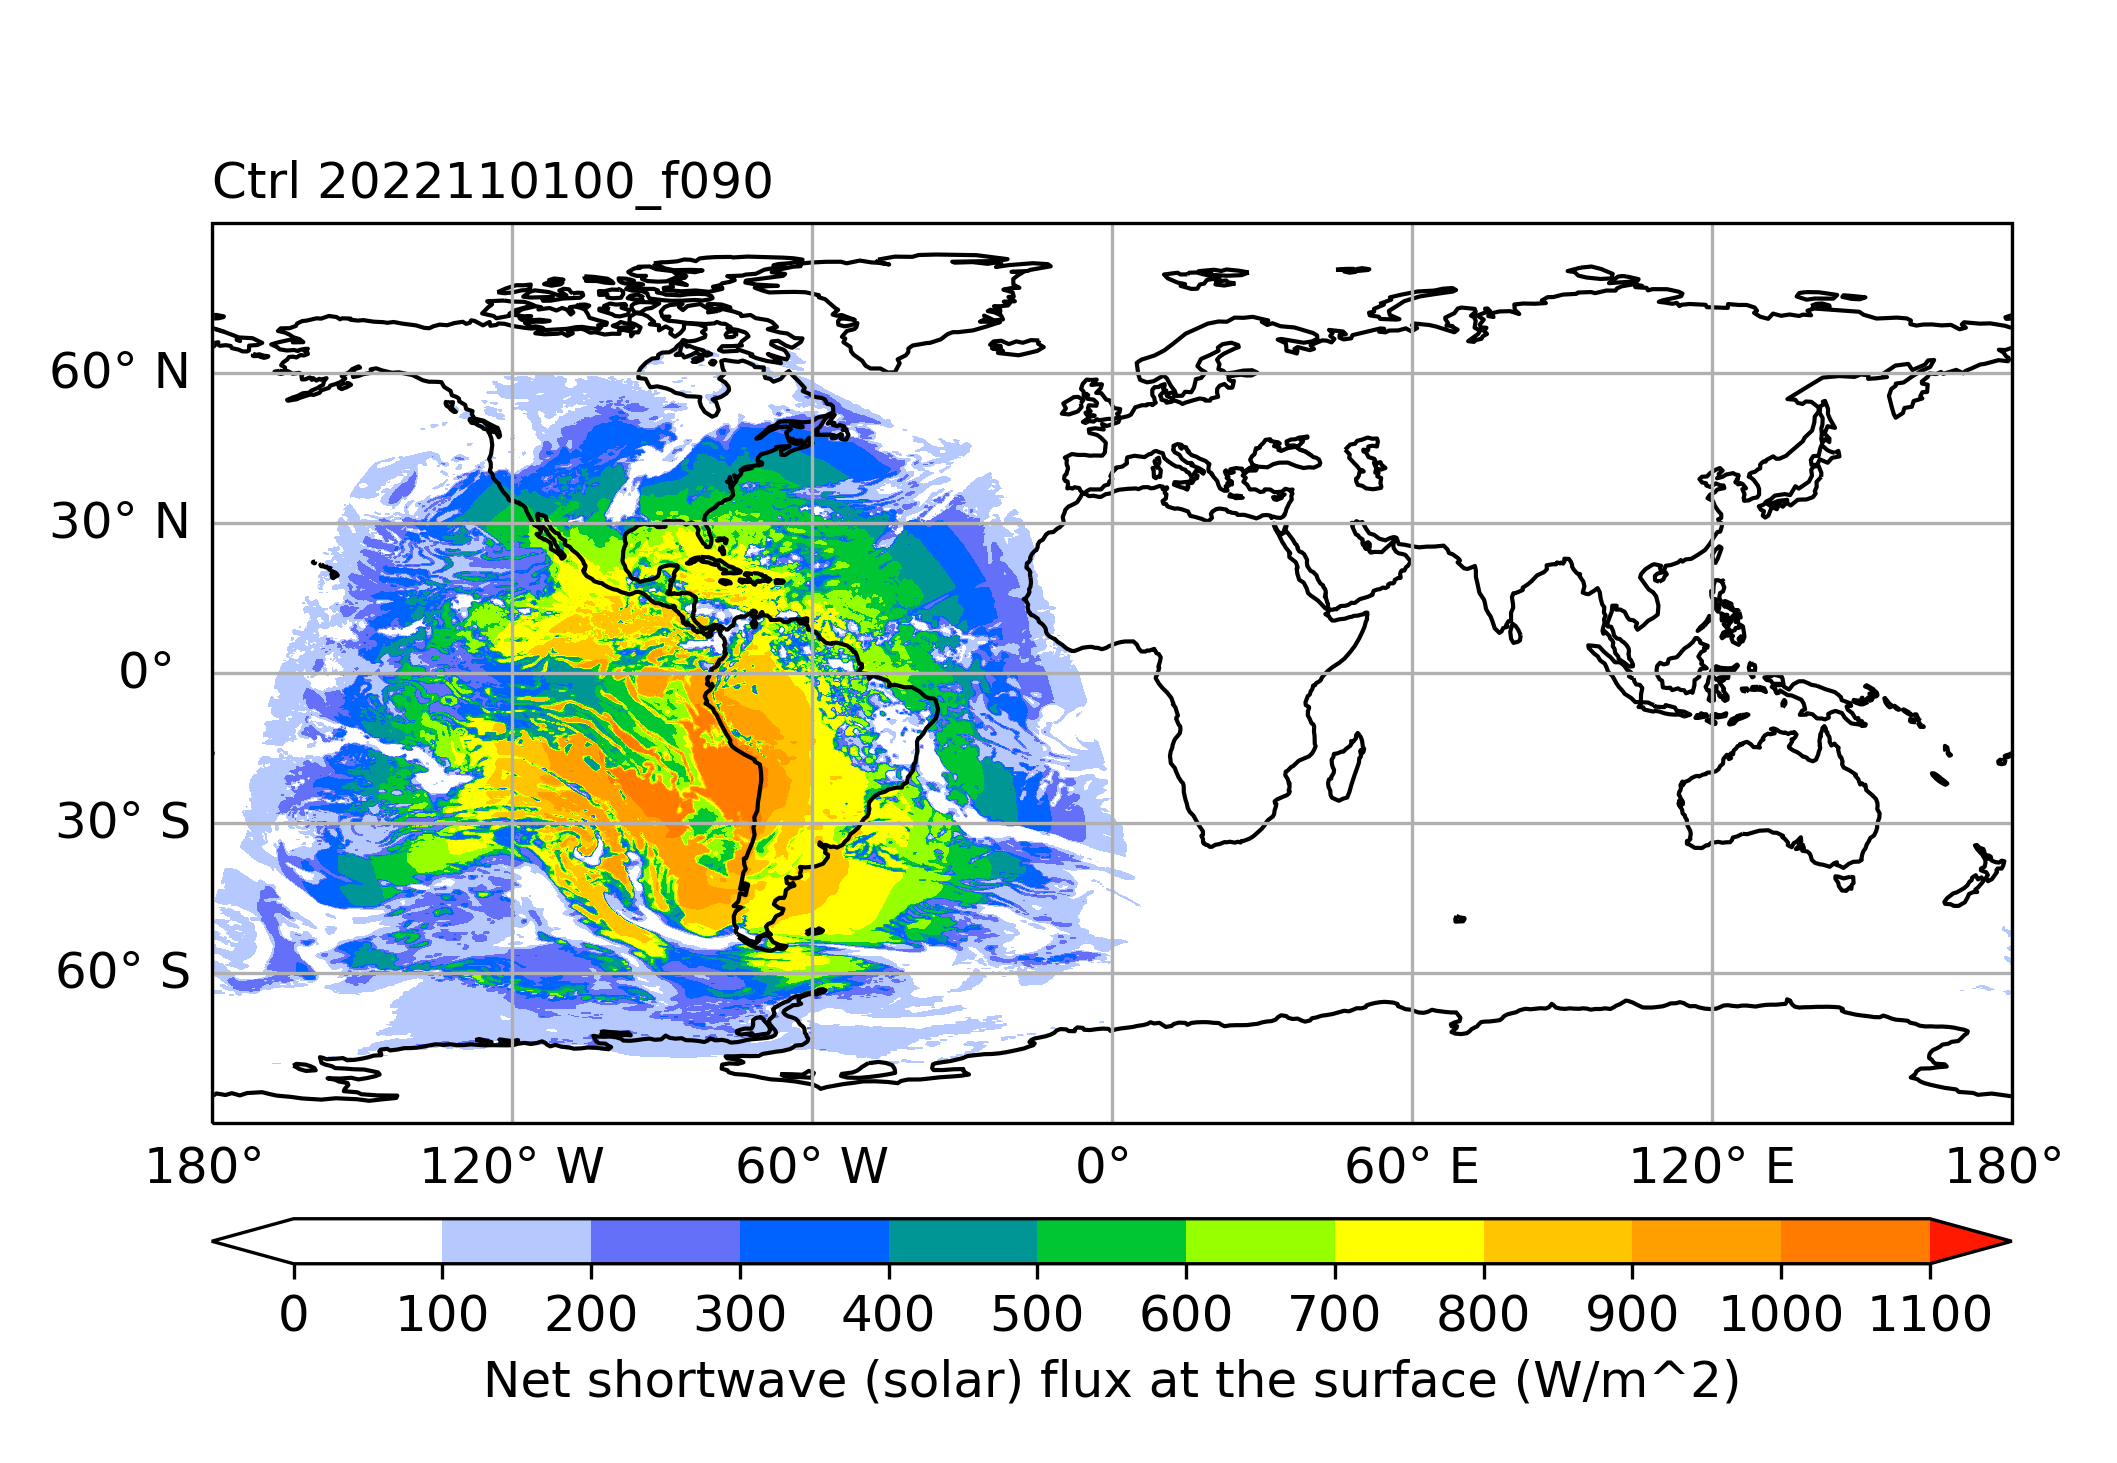 Ctrl 2022110100_f090
60° N
30° N
0°
30° S
60° S
180° 120° W 60° W 0° 60° E 120° E 180°
0 100 200 300 400 500 600 700 800 900 1000 1100
Net shortwave (solar) flux at the surface (W/m^2)